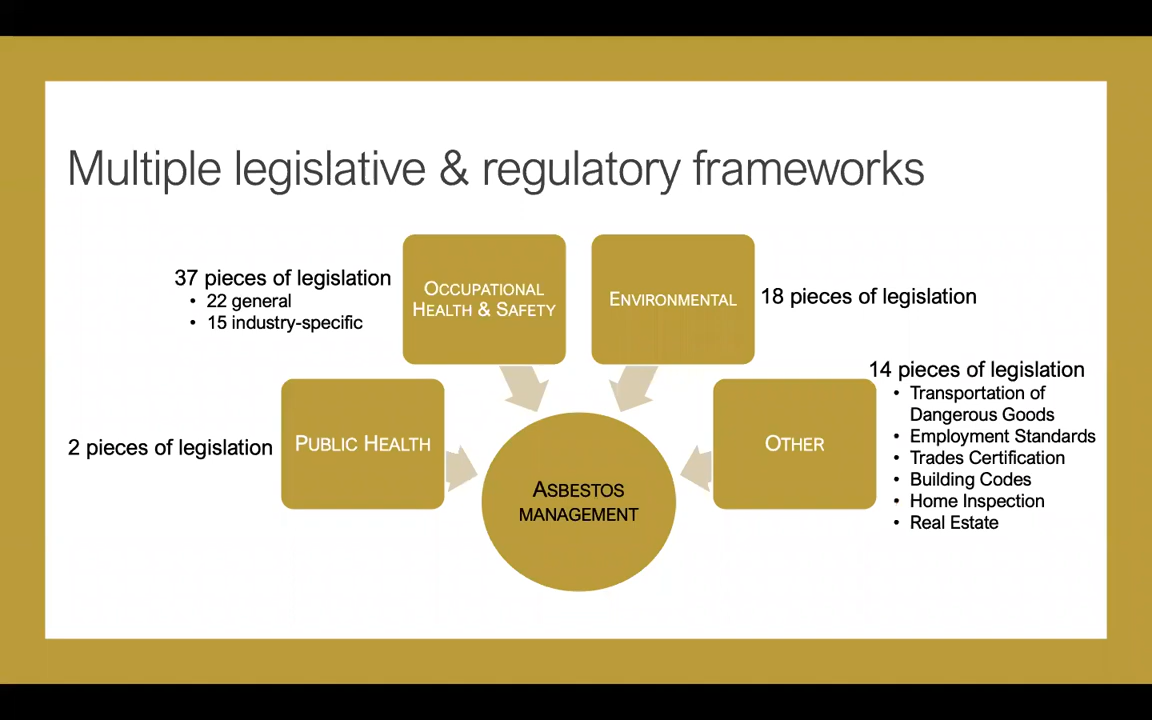 Multiple legislative & regulatory frameworks
37 pieces of legislation
• 22 general
• 15 industry-specific
OCCUPATIONAL
HEALTH & SAFETY
ENVIRONMENTAL
18 pieces of legislation
2 pieces of legislation
PUBLIC HEALTH
OTHER
14 pieces of legislation
• Transportation of
Dangerous Goods
• Employment Standards
• Trades Certification
• Building Codes
• Home Inspection
• Real Estate
ASBESTOS
MANAGEMENT